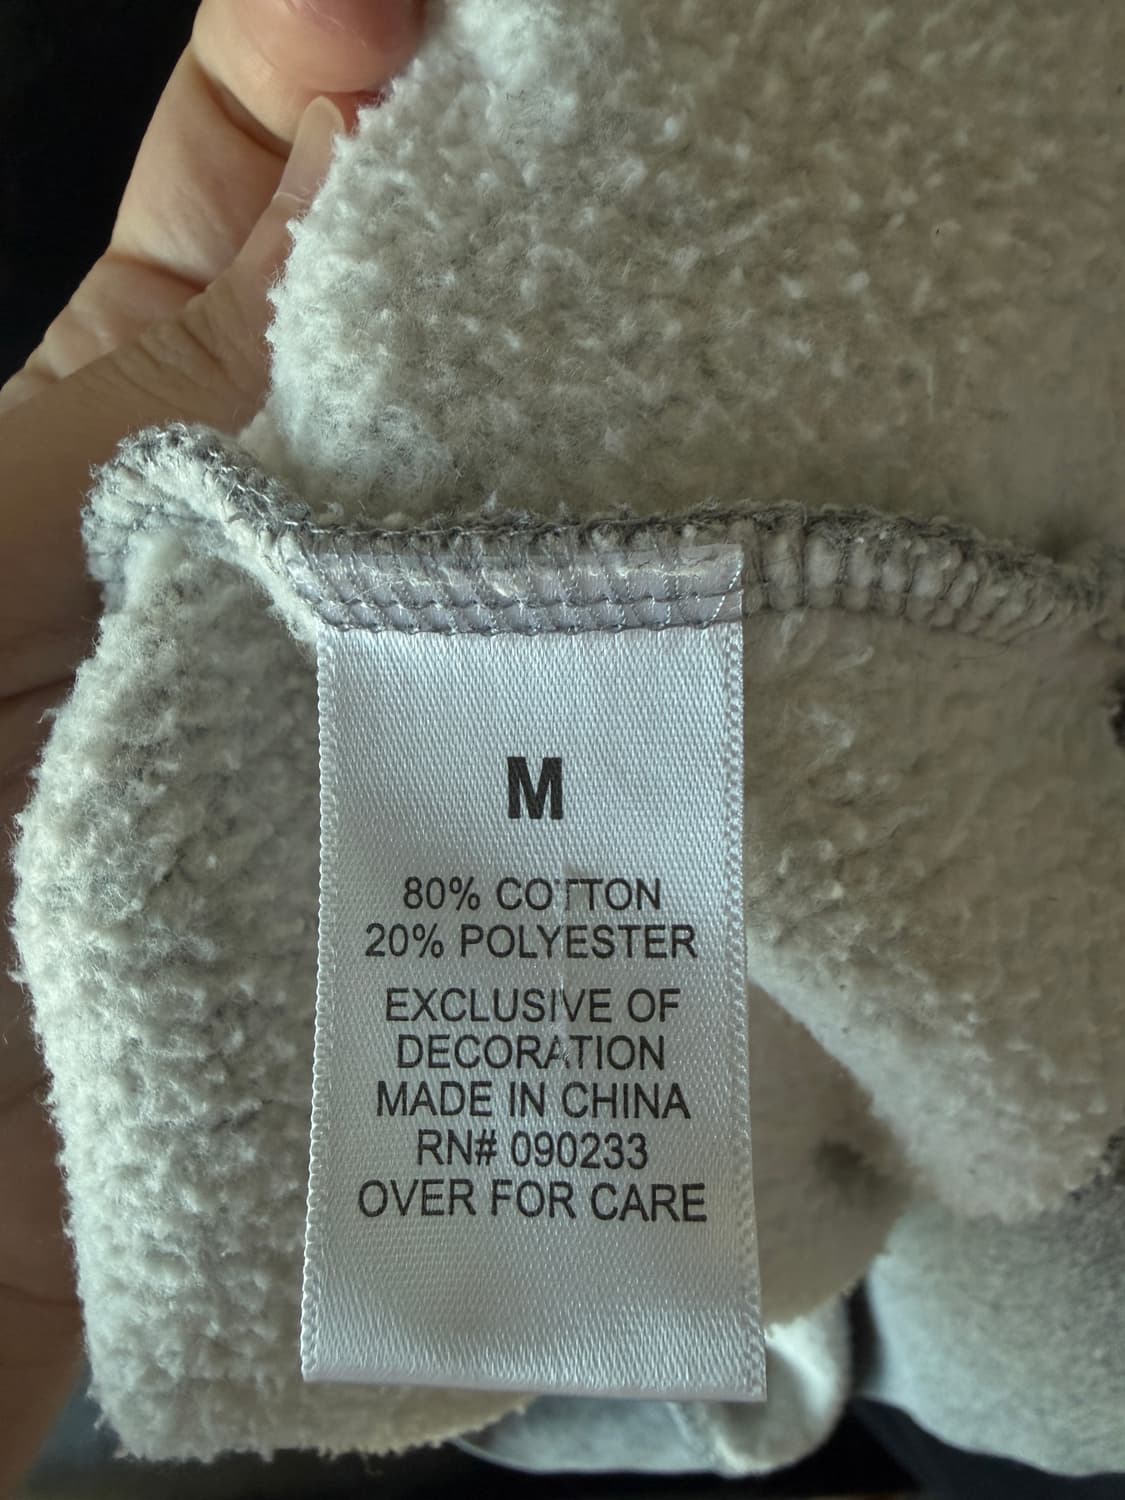 M
80% COTTON
20% POLYESTER
EXCLUSIVE OF
DECORATION
MADE IN CHINA
RN# 090233
OVER FOR CARE